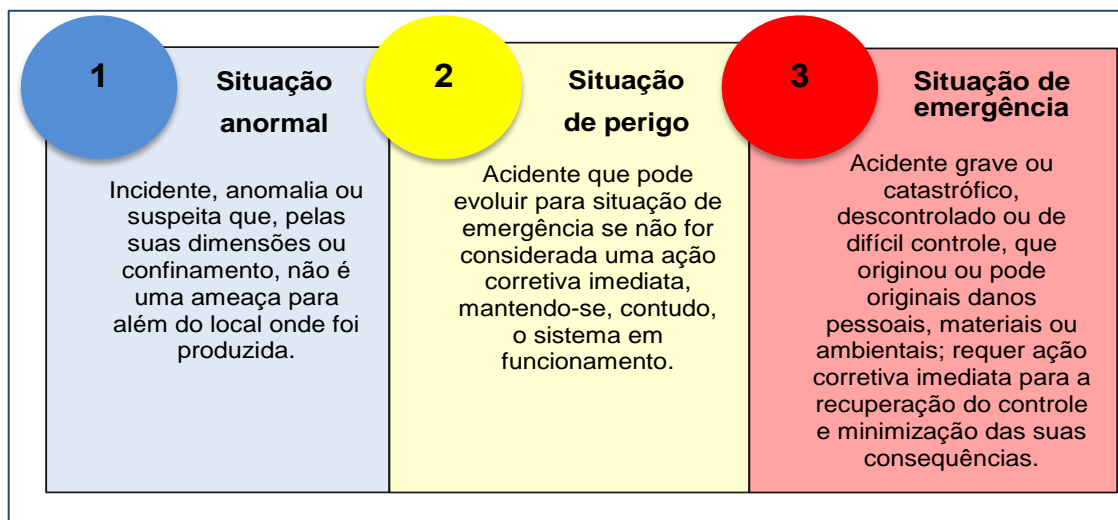 1
Situação
anormal
Incidente, anomalia ou
suspeita que, pelas
suas dimensões ou
confinamento, não é
uma ameaça para
além do local onde foi
produzida.
2
Situação
de perigo
Acidente que pode
evoluir para situação de
emergência se não for
considerada uma ação
corretiva imediata,
mantendo-se, contudo,
o sistema em
funcionamento.
3
Situação de
emergência
Acidente grave ou
catastrófico,
descontrolado ou de
difícil controle, que
originou ou pode
originais danos
pessoais, materiais ou
ambientais; requer ação
corretiva imediata para a
recuperação do controle
e minimização das suas
consequências.